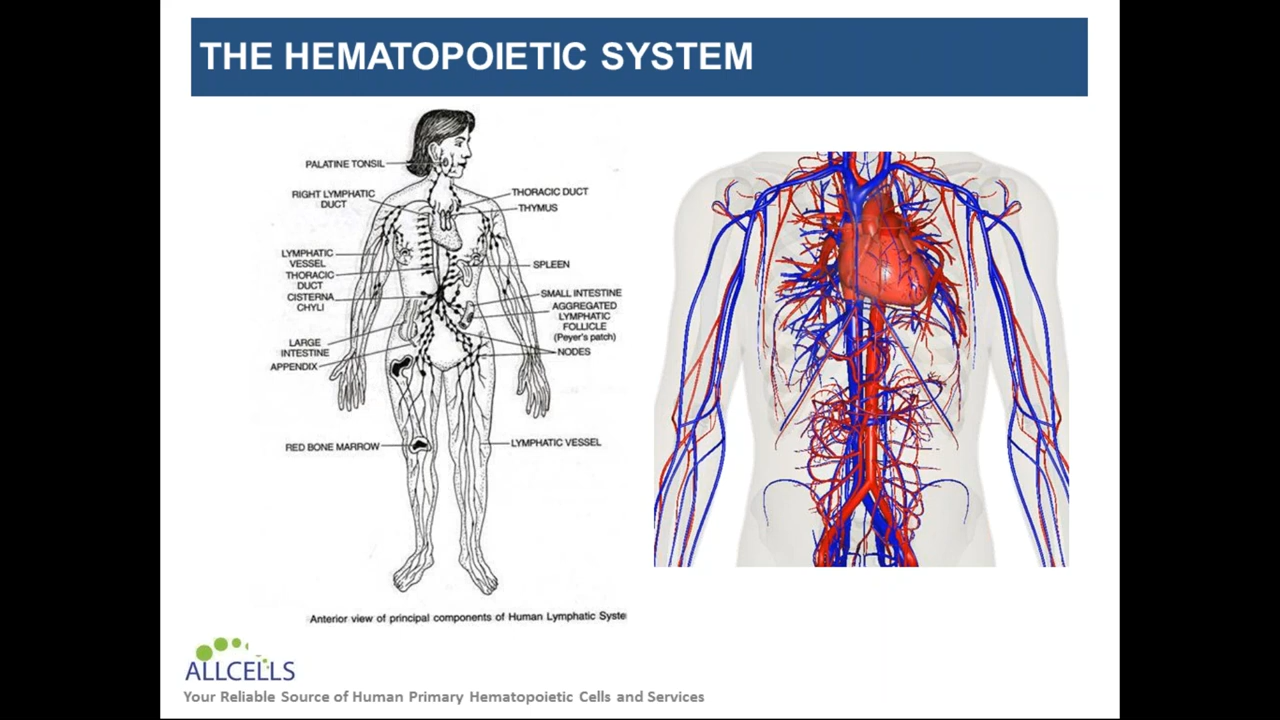 THE HEMATOPOIETIC SYSTEM
PALATINE TONSIL
RIGHT LYMPHATIC
DUCT
THORACIC DUCT
THYMUS
LYMPHATIC
VESSEL
THORACIC
DUCT
CISTERNA
CHYLI
SPLEEN
SMALL INTESTINE
AGGREGATED
LYMPHATIC
FOLLICLE
(Peyer's patch)
NODES
LARGE
INTESTINE
APPENDIX
RED BONE MARROW
LYMPHATIC VESSEL
Anterior view of principal components of Human Lymphatic Syste
ALLCELLS
Your Reliable Source of Human Primary Hematopoietic Cells and Services